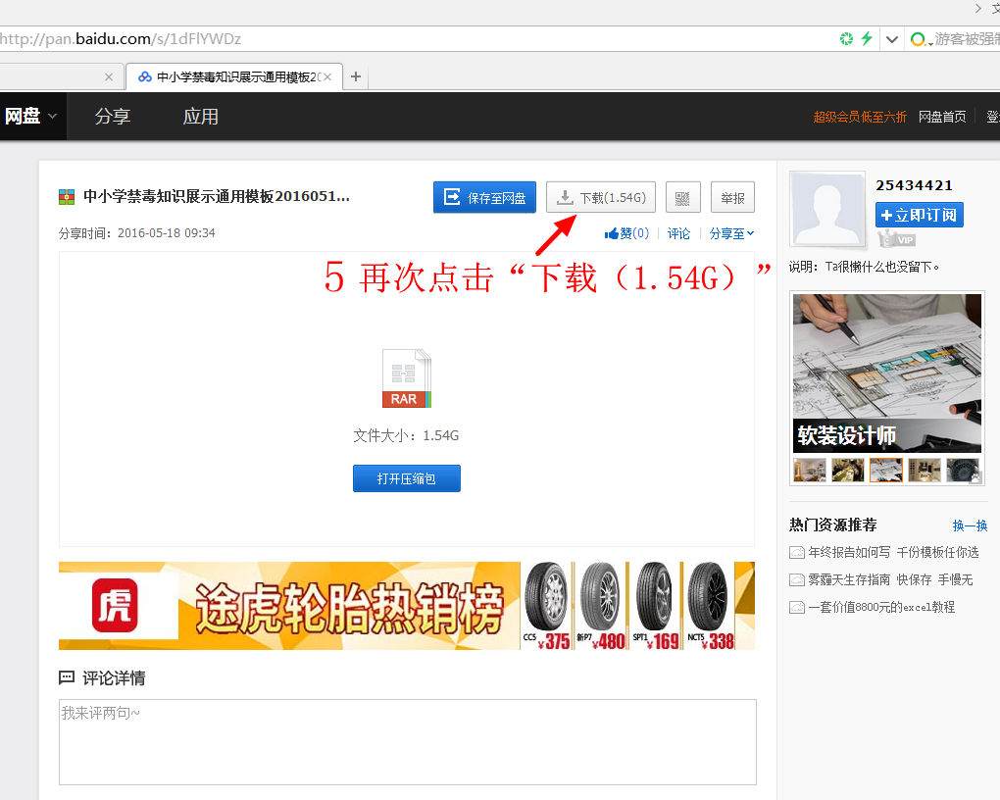 文
http://pan.baidu.com/s/1dFlYWDz
游客被强制
中小学禁毒知识展示通用模板20
网盘 分享 应用 超级会员低至六折 网盘首页 登
中小学禁毒知识展示通用模板2016051... 保存至网盘 下载(1.54G) 举报
分享时间：2016-05-18 09:34 赞(0) 评论 分享至
5 再次点击“下载（1.54G）”
25434421
立即订阅
VIP
说明：Ta很懒什么也没留下。
RAR
文件大小：1.54G
打开压缩包
软装设计师
热门资源推荐 换一换
年终报告如何写 千份模板任你选
雾霾天生存指南 快保存 手慢无
一套价值8800元的excel教程
虎 途虎轮胎热销榜
CC5 ¥375 新P7 ¥480 SPT1 ¥169 NCT5 ¥338
评论详情
我来评两句~